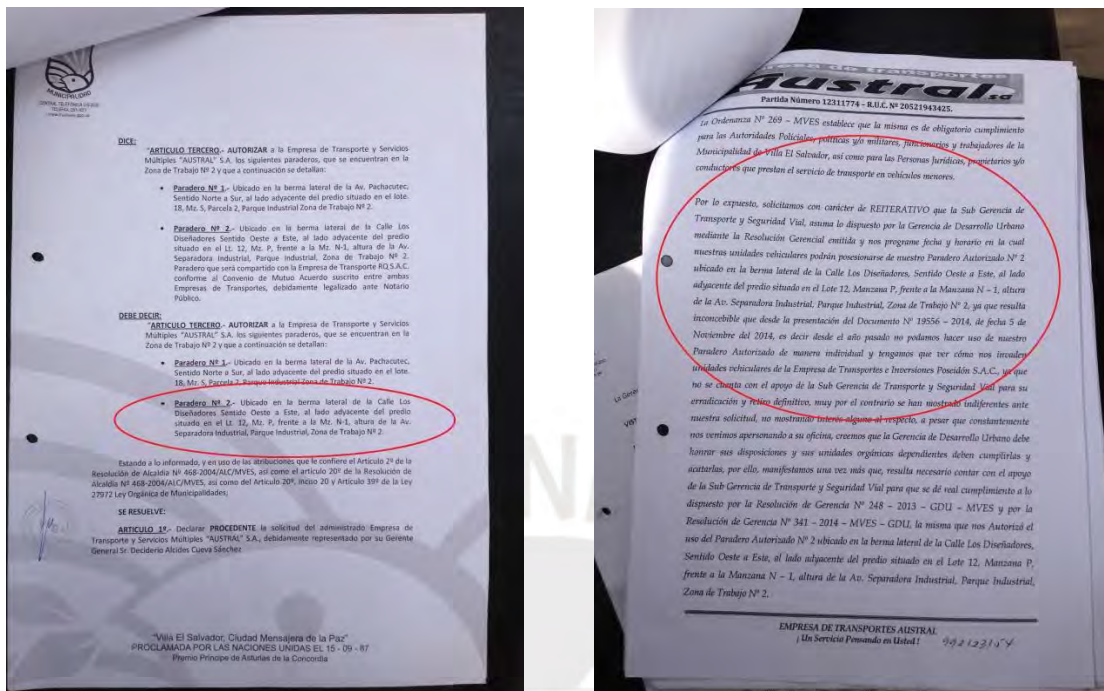 MUNICIPALIDAD
DICE:
"ARTICULO TERCERO.- AUTORIZAR a la Empresa de Transporte y Servicios
Múltiples "AUSTRAL" S.A. los siguientes paraderos, que se encuentran en la
Zona de Trabajo Nº 2 y que a continuación se detallan:
• Paradero Nº 1.- Ubicado en la berma lateral de la Av. Pachacutec,
Sentido Norte a Sur, al lado adyacente del predio situado en el lote.
18, Mz. S, Parcela 2, Parque Industrial Zona de Trabajo Nº 2.
• Paradero Nº 2.- Ubicado en la berma lateral de la Calle Los
Diseñadores Sentido Oeste a Este, al lado adyacente del predio
situado en el Lt. 12, Mz. P, frente a la Mz. N-1, altura de la Av.
Separadora Industrial, Parque Industrial, Zona de Trabajo Nº 2.
Paradero que será compartido con la Empresa de Transporte RQ S.A.C.
conforme al Convenio de Mutuo Acuerdo suscrito entre ambas
Empresas de Transportes, debidamente legalizado ante Notario
Público.
DEBE DECIR:
"ARTICULO TERCERO.- AUTORIZAR a la Empresa de Transporte y Servicios
Múltiples "AUSTRAL" S.A. los siguientes paraderos, que se encuentran en la
Zona de Trabajo Nº 2 y que a continuación se detallan:
• Paradero Nº 1.- Ubicado en la berma lateral de la Av. Pachacutec,
Sentido Norte a Sur, al lado adyacente del predio situado en el lote.
18, Mz. S, Parcela 2, Parque Industrial Zona de Trabajo Nº 2.
• Paradero Nº 2.- Ubicado en la berma lateral de la Calle Los
Diseñadores Sentido Oeste a Este, al lado adyacente del predio
situado en el Lt. 12, Mz. P, frente a la Mz. N-1, altura de la Av.
Separadora Industrial, Parque Industrial, Zona de Trabajo Nº 2.
Estando a lo informado, y en uso de las atribuciones que le confiere el Artículo 2º de la
Resolución de Alcaldía Nº 468-2004/ALC/MVES, así como el artículo 20º de la Resolución de
Alcaldía Nº 468-2004/ALC/MVES, así como del Artículo 20º, inciso 20 y Artículo 39º de la Ley
27972 Ley Orgánica de Municipalidades;
SE RESUELVE:
ARTICULO 1º.- Declarar PROCEDENTE la solicitud del administrado Empresa de
Transporte y Servicios Múltiples "AUSTRAL" S.A., debidamente representado por su Gerente
General Sr. Deciderio Alcides Cueva Sánchez.
"Villa El Salvador, Ciudad Mensajera de la Paz"
PROCLAMADA POR LAS NACIONES UNIDAS EL 15 - 09 - 87
Premio Príncipe de Asturias de la Concordia
de transportes
Austral sa
Partida Número 12311774 - R.U.C. Nº 20521943425.
La Ordenanza Nº 269 - MVES establece que la misma es de obligatorio cumplimiento
para las Autoridades Policiales, políticas y/o militares, funcionarios y trabajadores de la
Municipalidad de Villa El Salvador, así como para las Personas Jurídicas, propietarios y/o
conductores que prestan el servicio de transporte en vehículos menores.
Por lo expuesto, solicitamos con carácter de REITERATIVO que la Sub Gerencia de
Transporte y Seguridad Vial, asuma lo dispuesto por la Gerencia de Desarrollo Urbano
mediante la Resolución Gerencial emitida y nos programe fecha y horario en la cual
nuestras unidades vehiculares podrán posesionarse de nuestro Paradero Autorizado Nº 2
ubicado en la berma lateral de la Calle Los Diseñadores, Sentido Oeste a Este, al lado
adyacente del predio situado en el Lote 12, Manzana P, frente a la Manzana N - 1, altura
de la Av. Separadora Industrial, Parque Industrial, Zona de Trabajo Nº 2, ya que resulta
inconcebible que desde la presentación del Documento Nº 19556 - 2014, de fecha 5 de
Noviembre del 2014, es decir desde el año pasado no podamos hacer uso de nuestro
Paradero Autorizado de manera individual y tengamos que ver cómo nos invaden
unidades vehiculares de la Empresa de Transportes e Inversiones Poseidón S.A.C., ya que
no se cuenta con el apoyo de la Sub Gerencia de Transporte y Seguridad Vial para su
erradicación y retiro definitivo, muy por el contrario se han mostrado indiferentes ante
nuestra solicitud, no mostrando interés alguno al respecto, a pesar que constantemente
nos venimos apersonando a su oficina, creemos que la Gerencia de Desarrollo Urbano debe
honrar sus disposiciones y sus unidades orgánicas dependientes deben cumplirlas y
acatarlas, por ello, manifestamos una vez más que, resulta necesario contar con el apoyo
de la Sub Gerencia de Transporte y Seguridad Vial para que se dé real cumplimiento a lo
dispuesto por la Resolución de Gerencia Nº 248 - 2013 - GDU - MVES y por la
Resolución de Gerencia Nº 341 - 2014 - MVES - GDU, la misma que nos Autorizó el
uso del Paradero Autorizado Nº 2 ubicado en la berma lateral de la Calle Los Diseñadores,
Sentido Oeste a Este, al lado adyacente del predio situado en el Lote 12, Manzana P,
frente a la Manzana N - 1, altura de la Av. Separadora Industrial, Parque Industrial,
Zona de Trabajo Nº 2.
EMPRESA DE TRANSPORTES AUSTRAL
¡ Un Servicio Pensando en Usted !